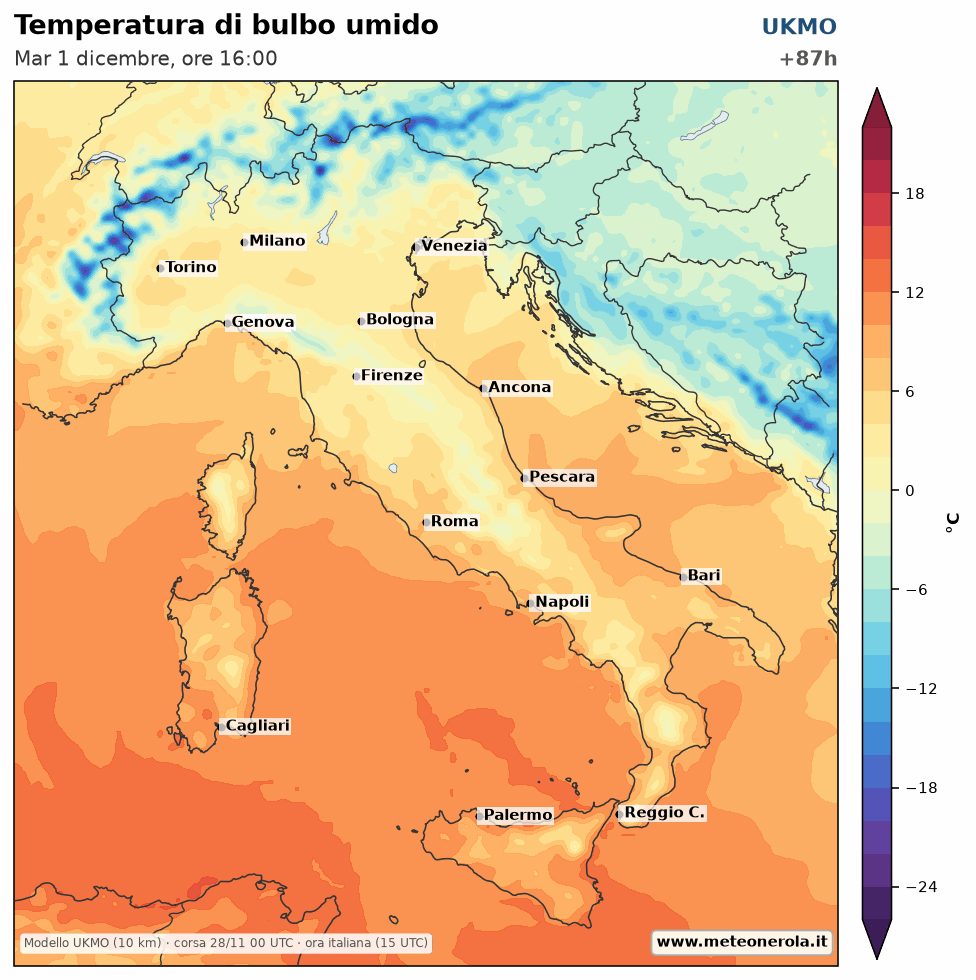 Temperatura di bulbo umido
UKMO
Mar 1 dicembre, ore 16:00
+87h
Milano
Venezia
Torino
Genova
Bologna
Firenze
Ancona
Pescara
Roma
Bari
Napoli
Cagliari
Palermo
Reggio C.
18
12
6
0
−6
−12
−18
−24
°C
Modello UKMO (10 km) · corsa 28/11 00 UTC · ora italiana (15 UTC)
www.meteonerola.it